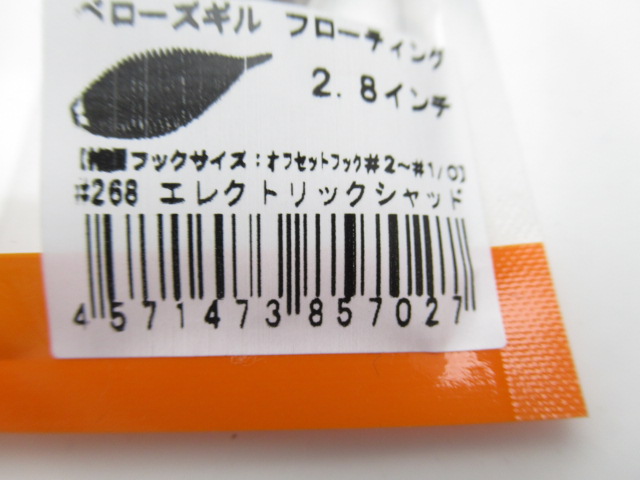 ベローズギル フローティング
2.8インチ
フックサイズ:オフセットフック#2~#1/0】
#268 エレクトリックシャッド
4571473857027